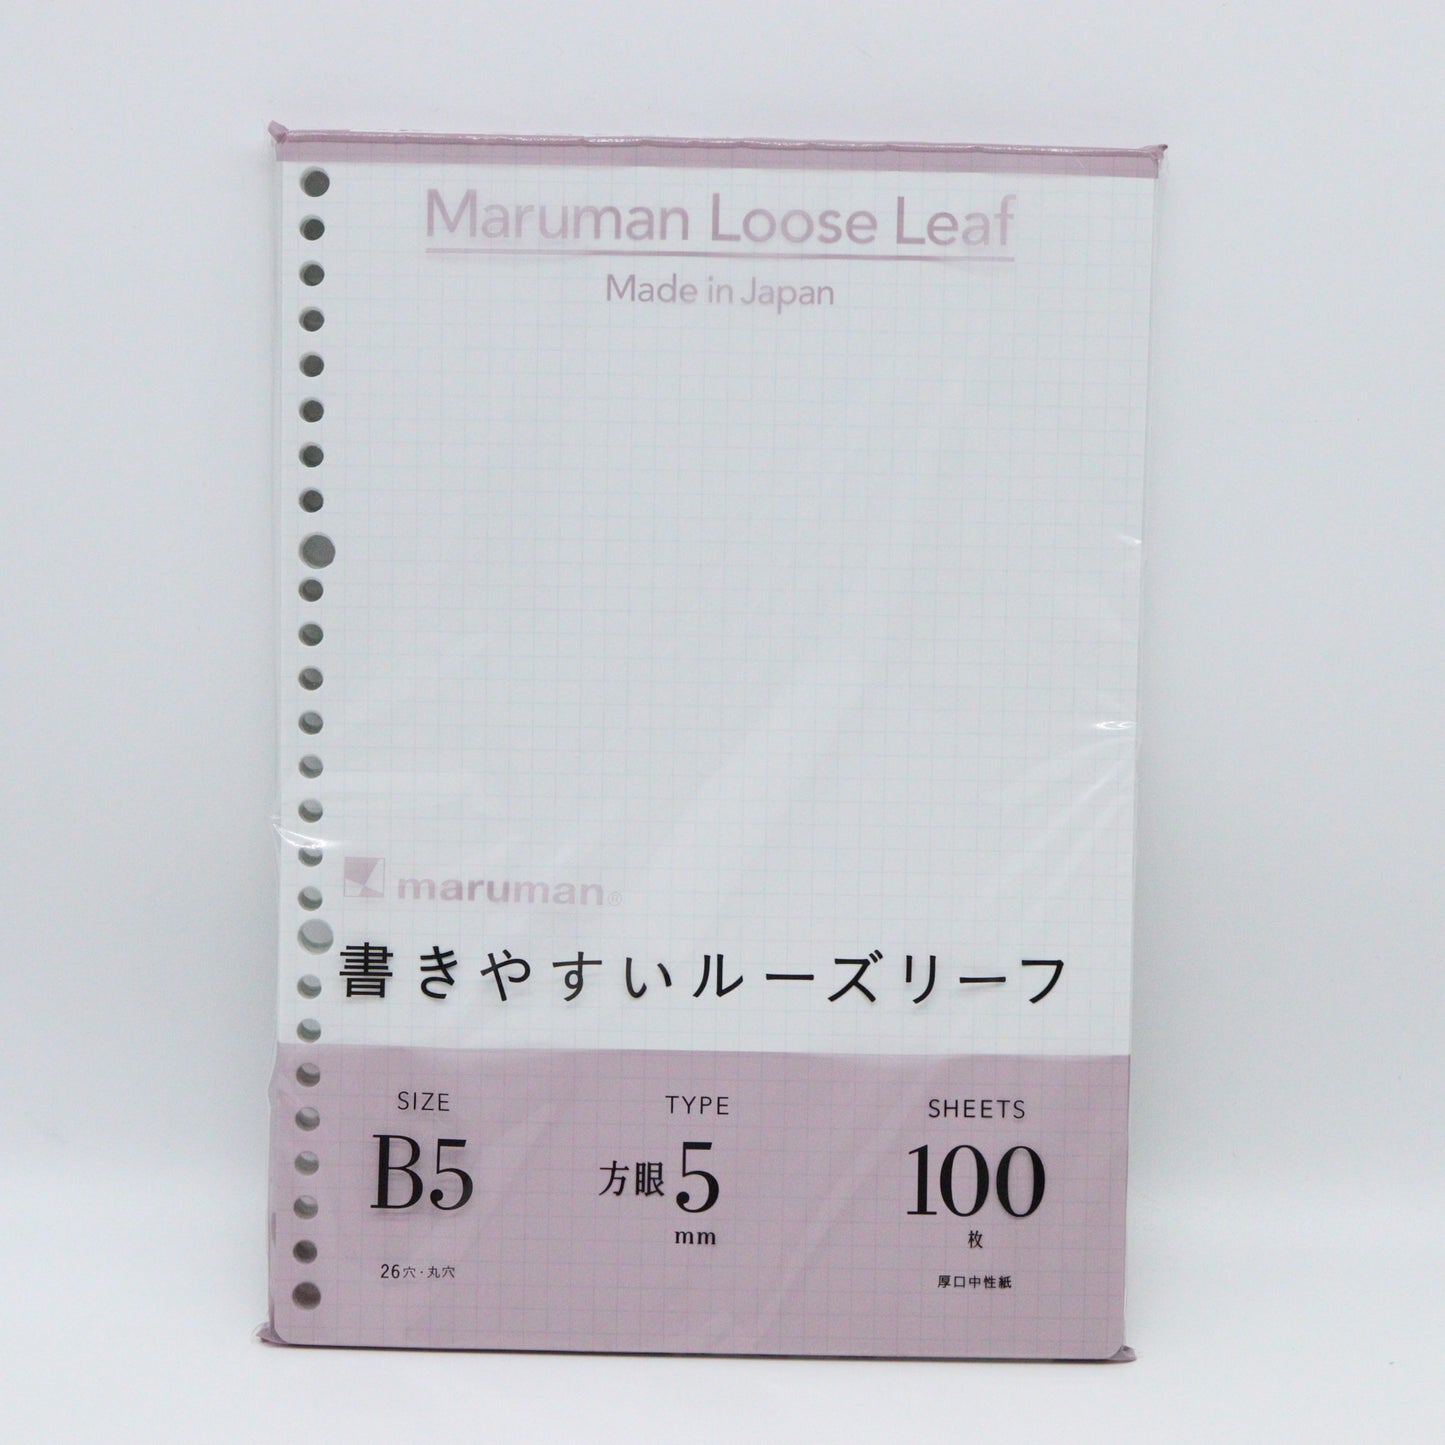 Maruman Loose Leaf
Made in Japan
maruman®
書きやすいルーズリーフ
SIZE
B5
26穴・丸穴
TYPE
方眼5
mm
SHEETS
100
枚
厚口中性紙